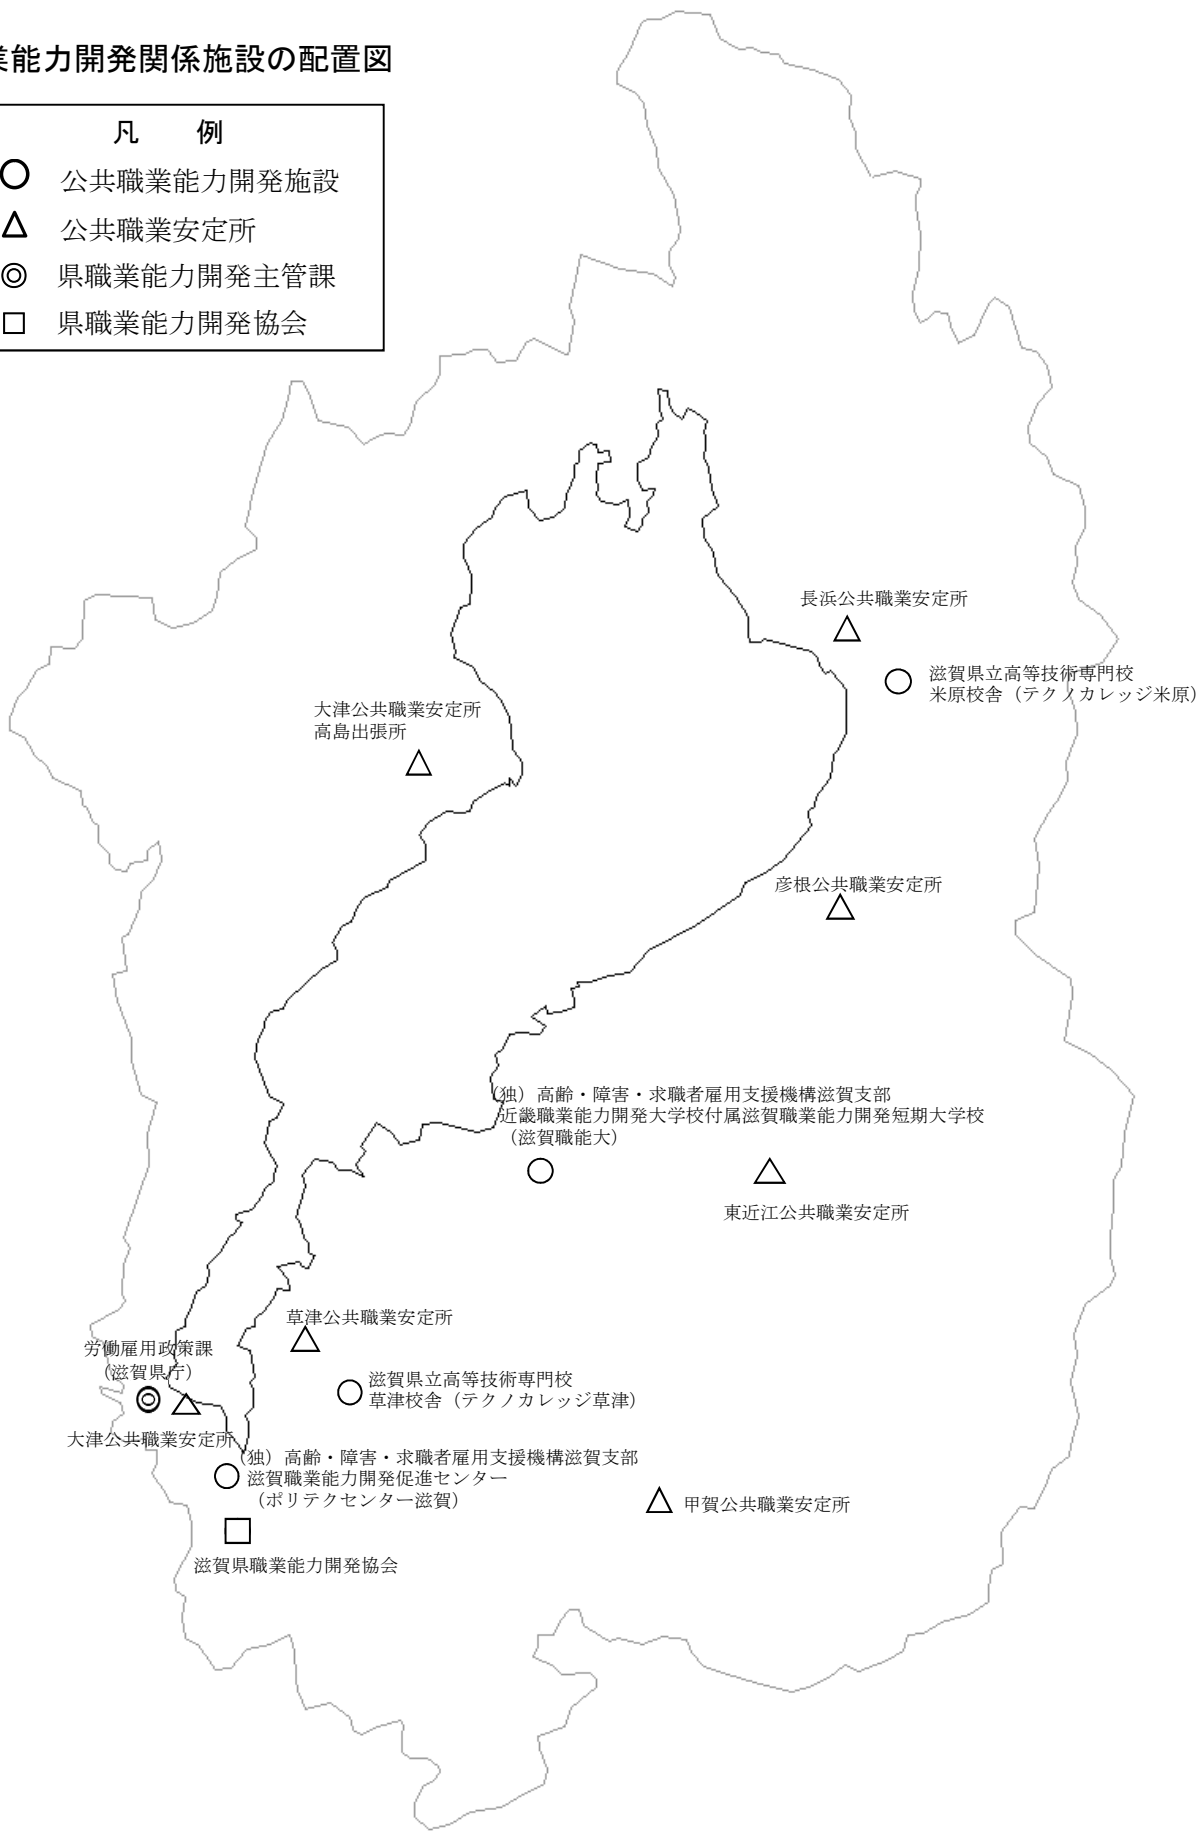 業能力開発関係施設の配置図
凡　例
公共職業能力開発施設
公共職業安定所
県職業能力開発主管課
県職業能力開発協会
長浜公共職業安定所
滋賀県立高等技術専門校
米原校舎（テクノカレッジ米原）
大津公共職業安定所
高島出張所
彦根公共職業安定所
（独）高齢・障害・求職者雇用支援機構滋賀支部
近畿職業能力開発大学校付属滋賀職業能力開発短期大学校
（滋賀職能大）
東近江公共職業安定所
草津公共職業安定所
労働雇用政策課
（滋賀県庁）
滋賀県立高等技術専門校
草津校舎（テクノカレッジ草津）
大津公共職業安定所
（独）高齢・障害・求職者雇用支援機構滋賀支部
滋賀職業能力開発促進センター
（ポリテクセンター滋賀）
甲賀公共職業安定所
滋賀県職業能力開発協会